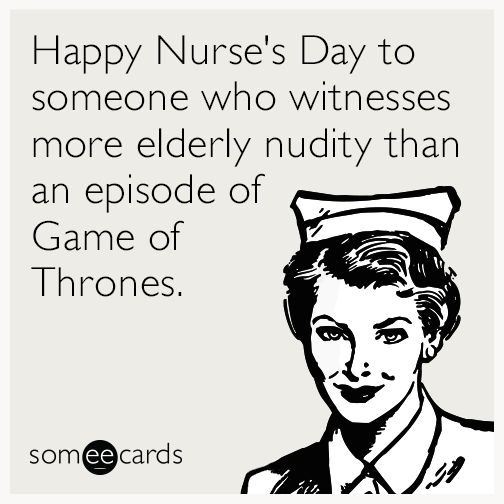 Happy Nurse's Day to
someone who witnesses
more elderly nudity than
an episode of
Game of
Thrones.
someecards